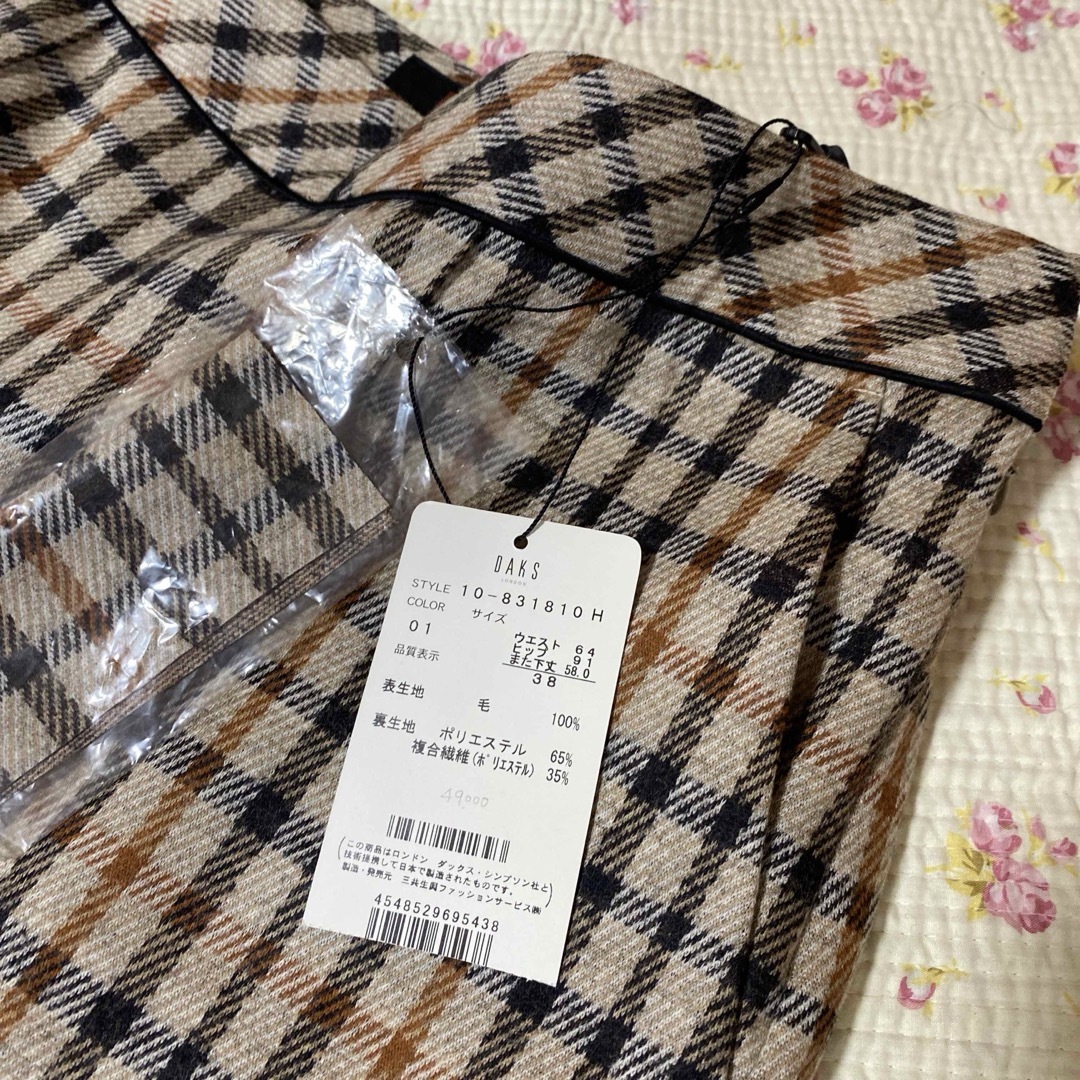 DAKS
LONDON
STYLE 10-831810 H
COLOR サイズ
01
ウエスト 64
ヒップ 91
また下丈 58.0
38
品質表示
表生地 毛 100%
裏生地 ポリエステル 65%
複合繊維(ポリエステル) 35%
49,000
この商品はロンドン ダックス・シンプソン社と
技術提携して日本で製造されたものです。
製造・発売元 三共生興ファッションサービス㈱
4548529695438